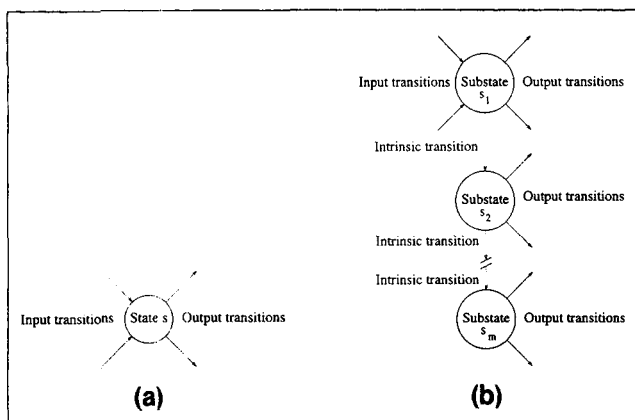 Input transitions
State s
Output transitions
(a)
Input transitions
Substate
s1
Output transitions
Intrinsic transition
Substate
s2
Output transitions
Intrinsic transition
Intrinsic transition
Substate
sm
Output transitions
(b)